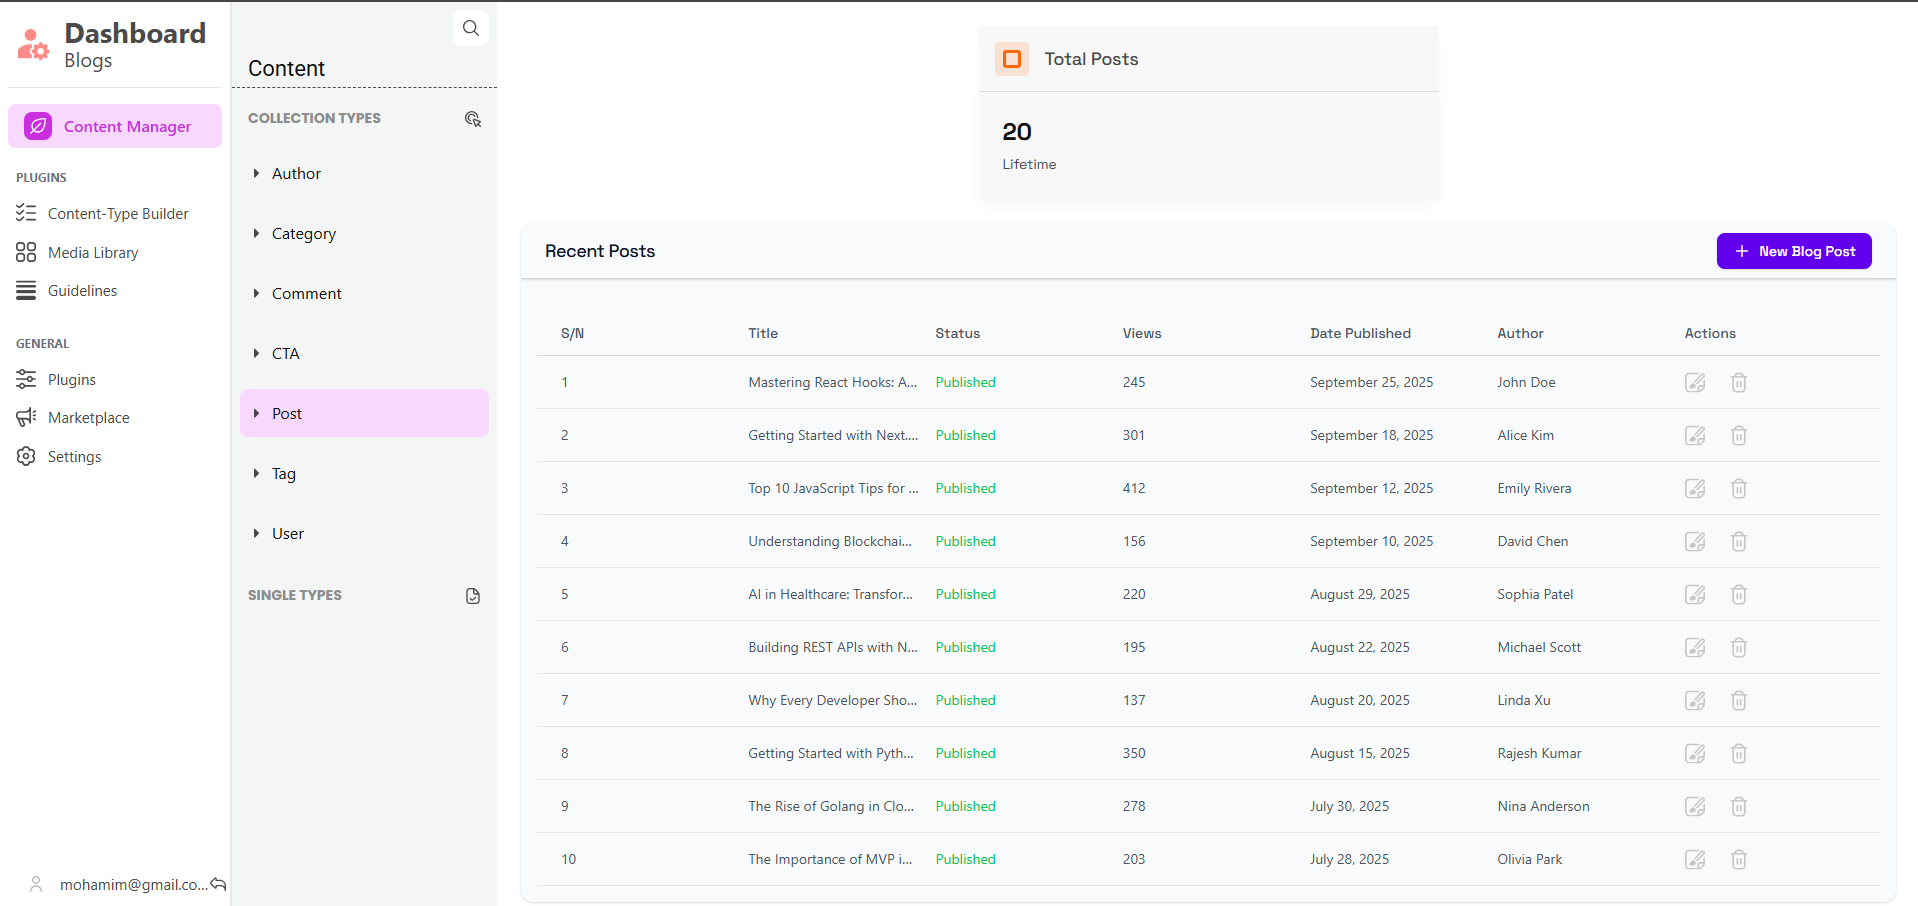 Dashboard
Blogs
Content Manager
PLUGINS
Content-Type Builder
Media Library
Guidelines
GENERAL
Plugins
Marketplace
Settings
mohamim@gmail.co...
Content
COLLECTION TYPES
Author
Category
Comment
CTA
Post
Tag
User
SINGLE TYPES
Total Posts
20
Lifetime
Recent Posts
+ New Blog Post
S/N Title Status Views Date Published Author Actions
1 Mastering React Hooks: A... Published 245 September 25, 2025 John Doe
2 Getting Started with Next.... Published 301 September 18, 2025 Alice Kim
3 Top 10 JavaScript Tips for ... Published 412 September 12, 2025 Emily Rivera
4 Understanding Blockchai... Published 156 September 10, 2025 David Chen
5 AI in Healthcare: Transfor... Published 220 August 29, 2025 Sophia Patel
6 Building REST APIs with N... Published 195 August 22, 2025 Michael Scott
7 Why Every Developer Sho... Published 137 August 20, 2025 Linda Xu
8 Getting Started with Pyth... Published 350 August 15, 2025 Rajesh Kumar
9 The Rise of Golang in Clo... Published 278 July 30, 2025 Nina Anderson
10 The Importance of MVP i... Published 203 July 28, 2025 Olivia Park